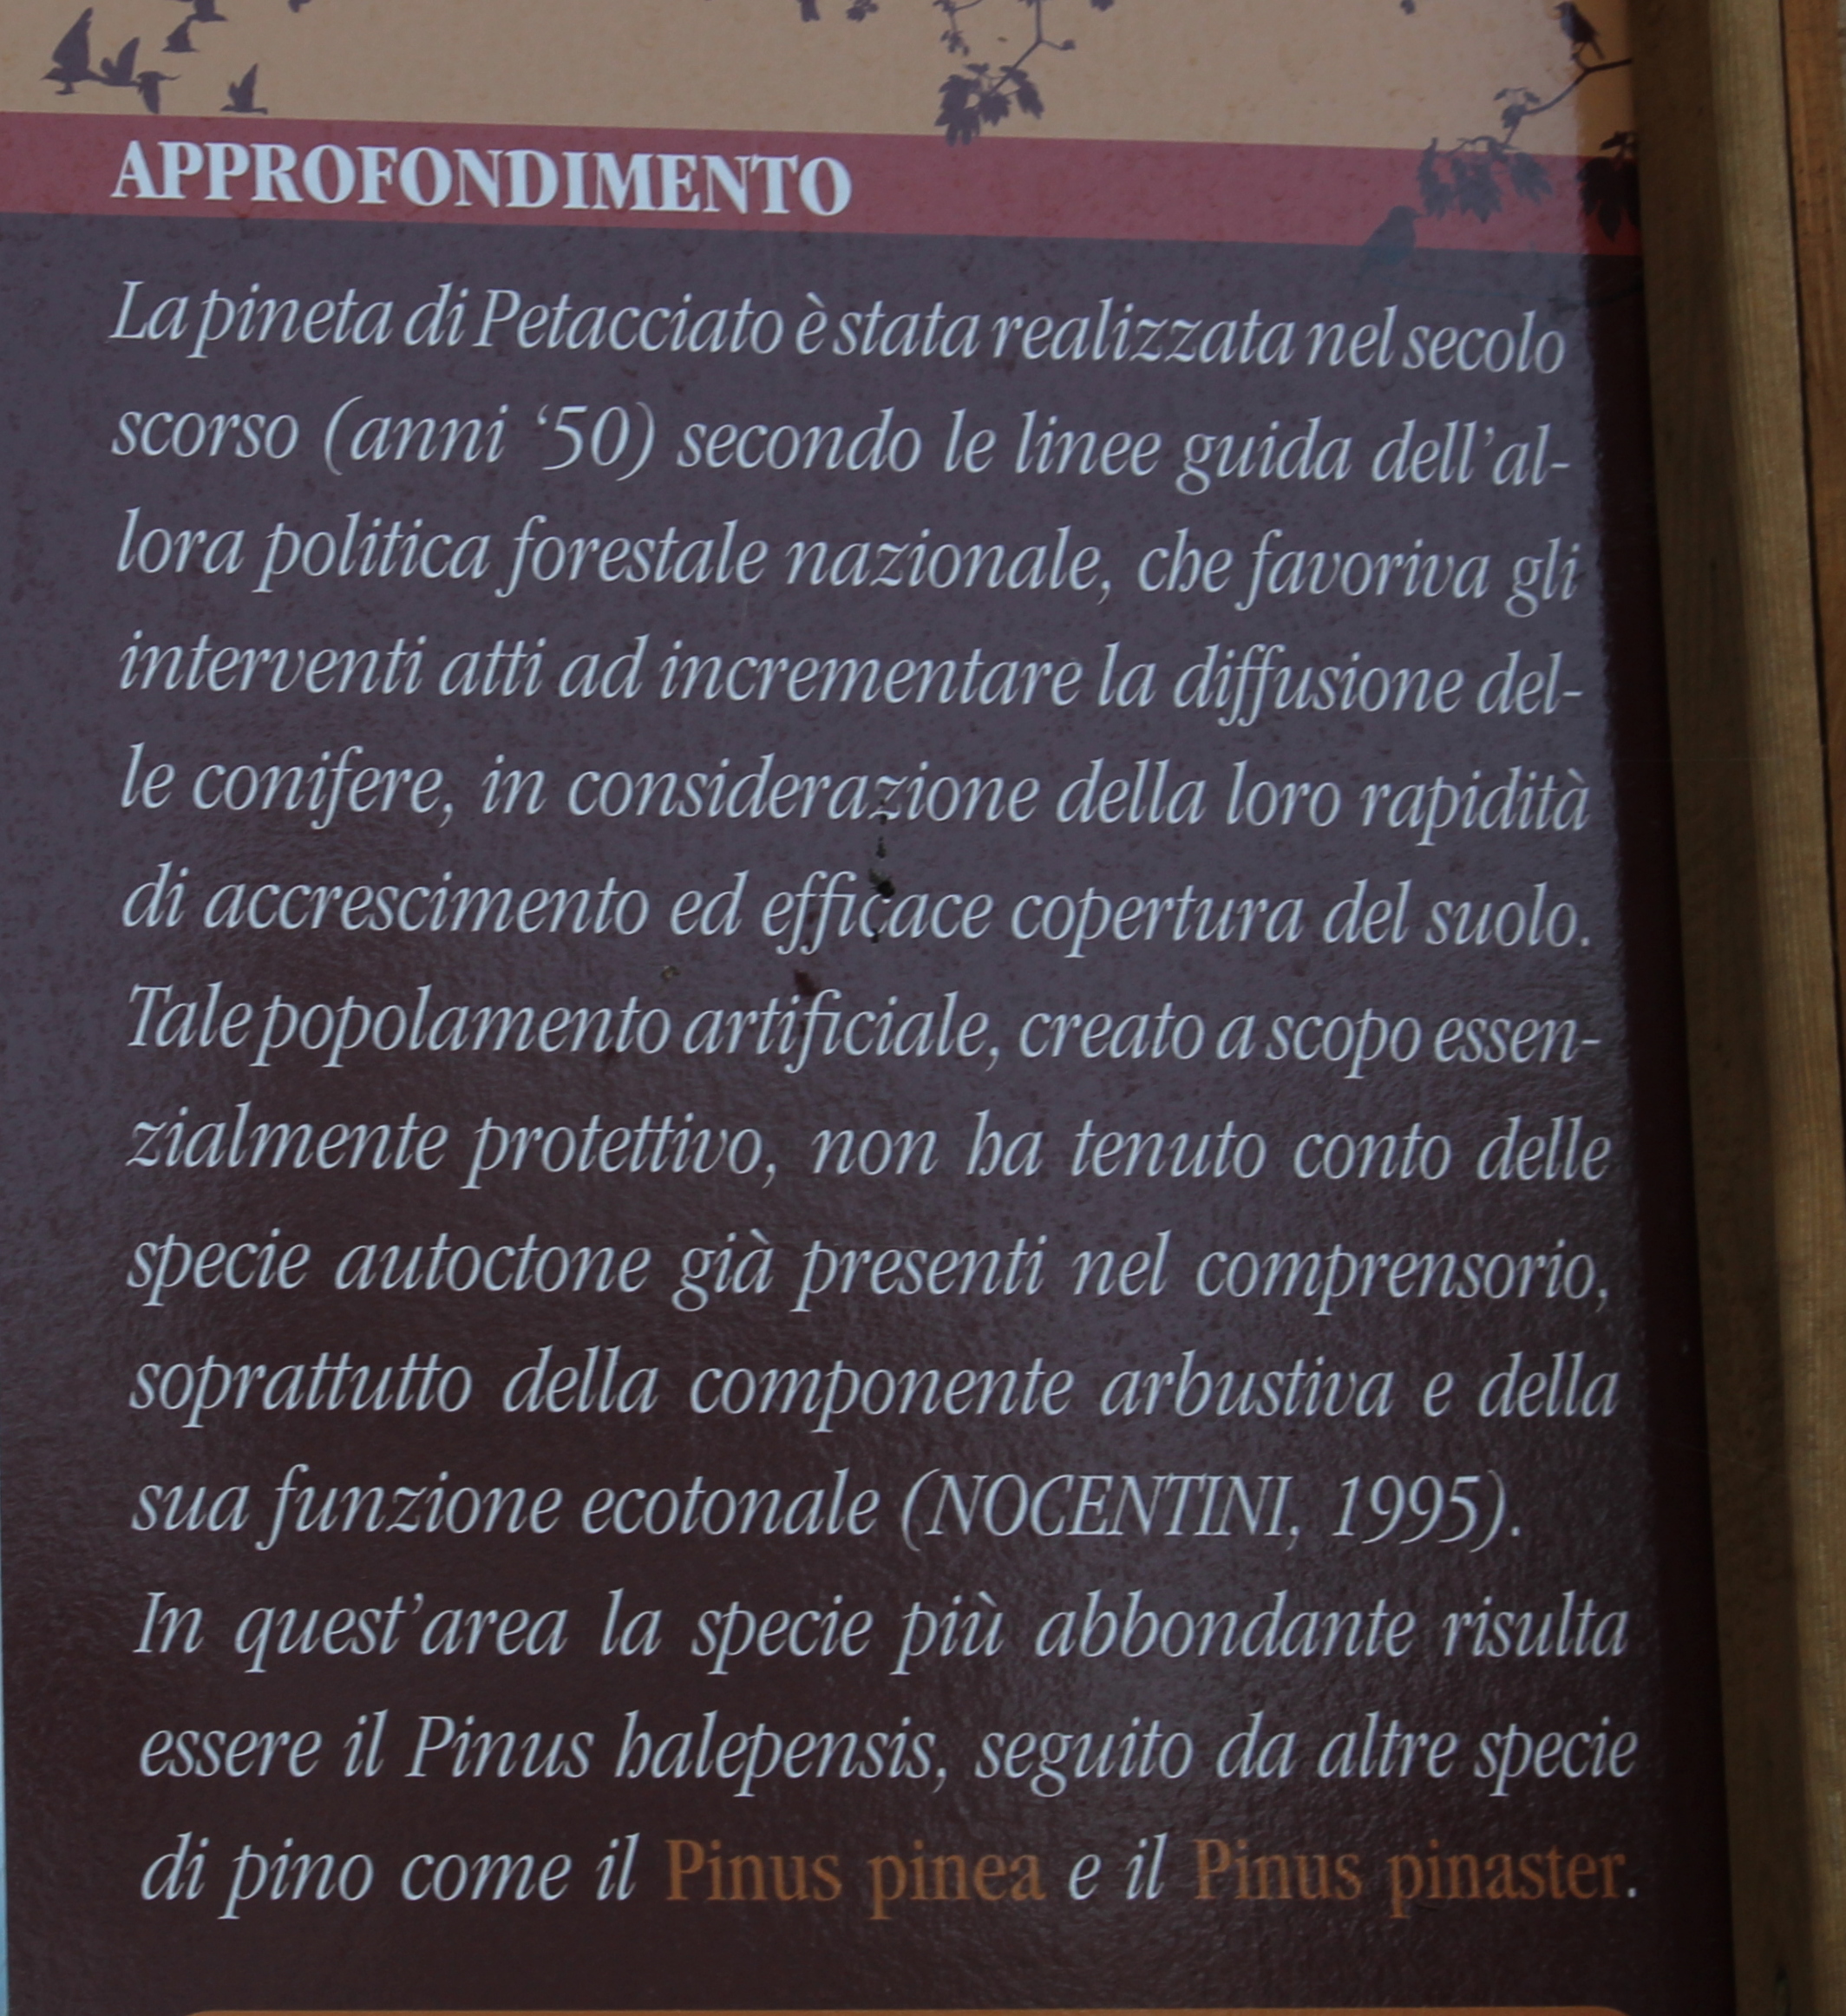 APPROFONDIMENTO
La pineta di Petacciato è stata realizzata nel secolo
scorso (anni ‘50) secondo le linee guida dell’al-
lora politica forestale nazionale, che favoriva gli
interventi atti ad incrementare la diffusione del-
le conifere, in considerazione della loro rapidità
di accrescimento ed efficace copertura del suolo.
Tale popolamento artificiale, creato a scopo essen-
zialmente protettivo, non ha tenuto conto delle
specie autoctone già presenti nel comprensorio,
soprattutto della componente arbustiva e della
sua funzione ecotonale (NOCENTINI, 1995).
In quest’area la specie più abbondante risulta
essere il Pinus halepensis, seguito da altre specie
di pino come il Pinus pinea e il Pinus pinaster.